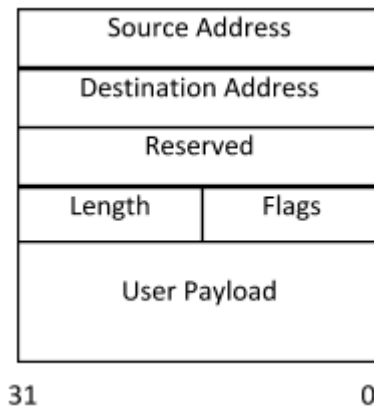 Source Address
Destination Address
Reserved
Length Flags
User Payload
31 0